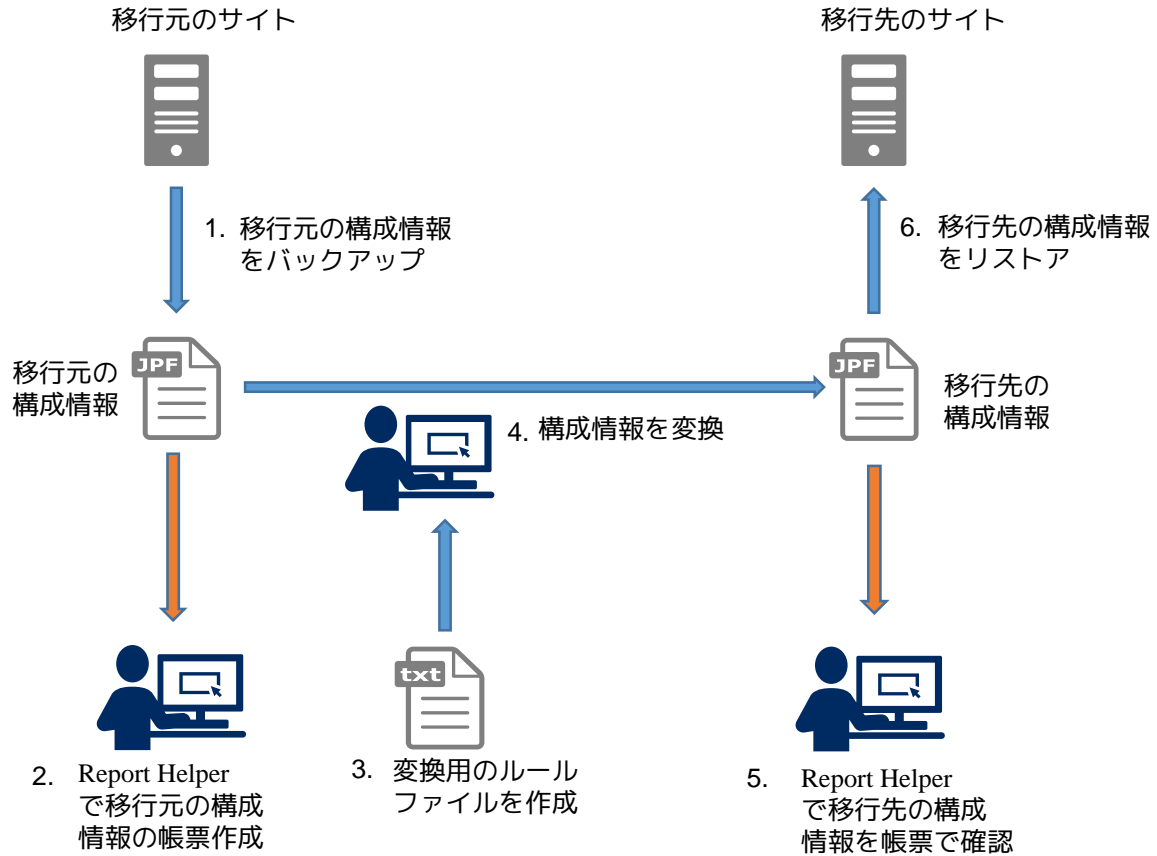 移行元のサイト
移行先のサイト
1. 移行元の構成情報
をバックアップ
6. 移行先の構成情報
をリストア
JPF
移行元の
構成情報
JPF
移行先の
構成情報
4. 構成情報を変換
txt
2. Report Helper
で移行元の構成
情報の帳票作成
3. 変換用のルール
ファイルを作成
5. Report Helper
で移行先の構成
情報を帳票で確認